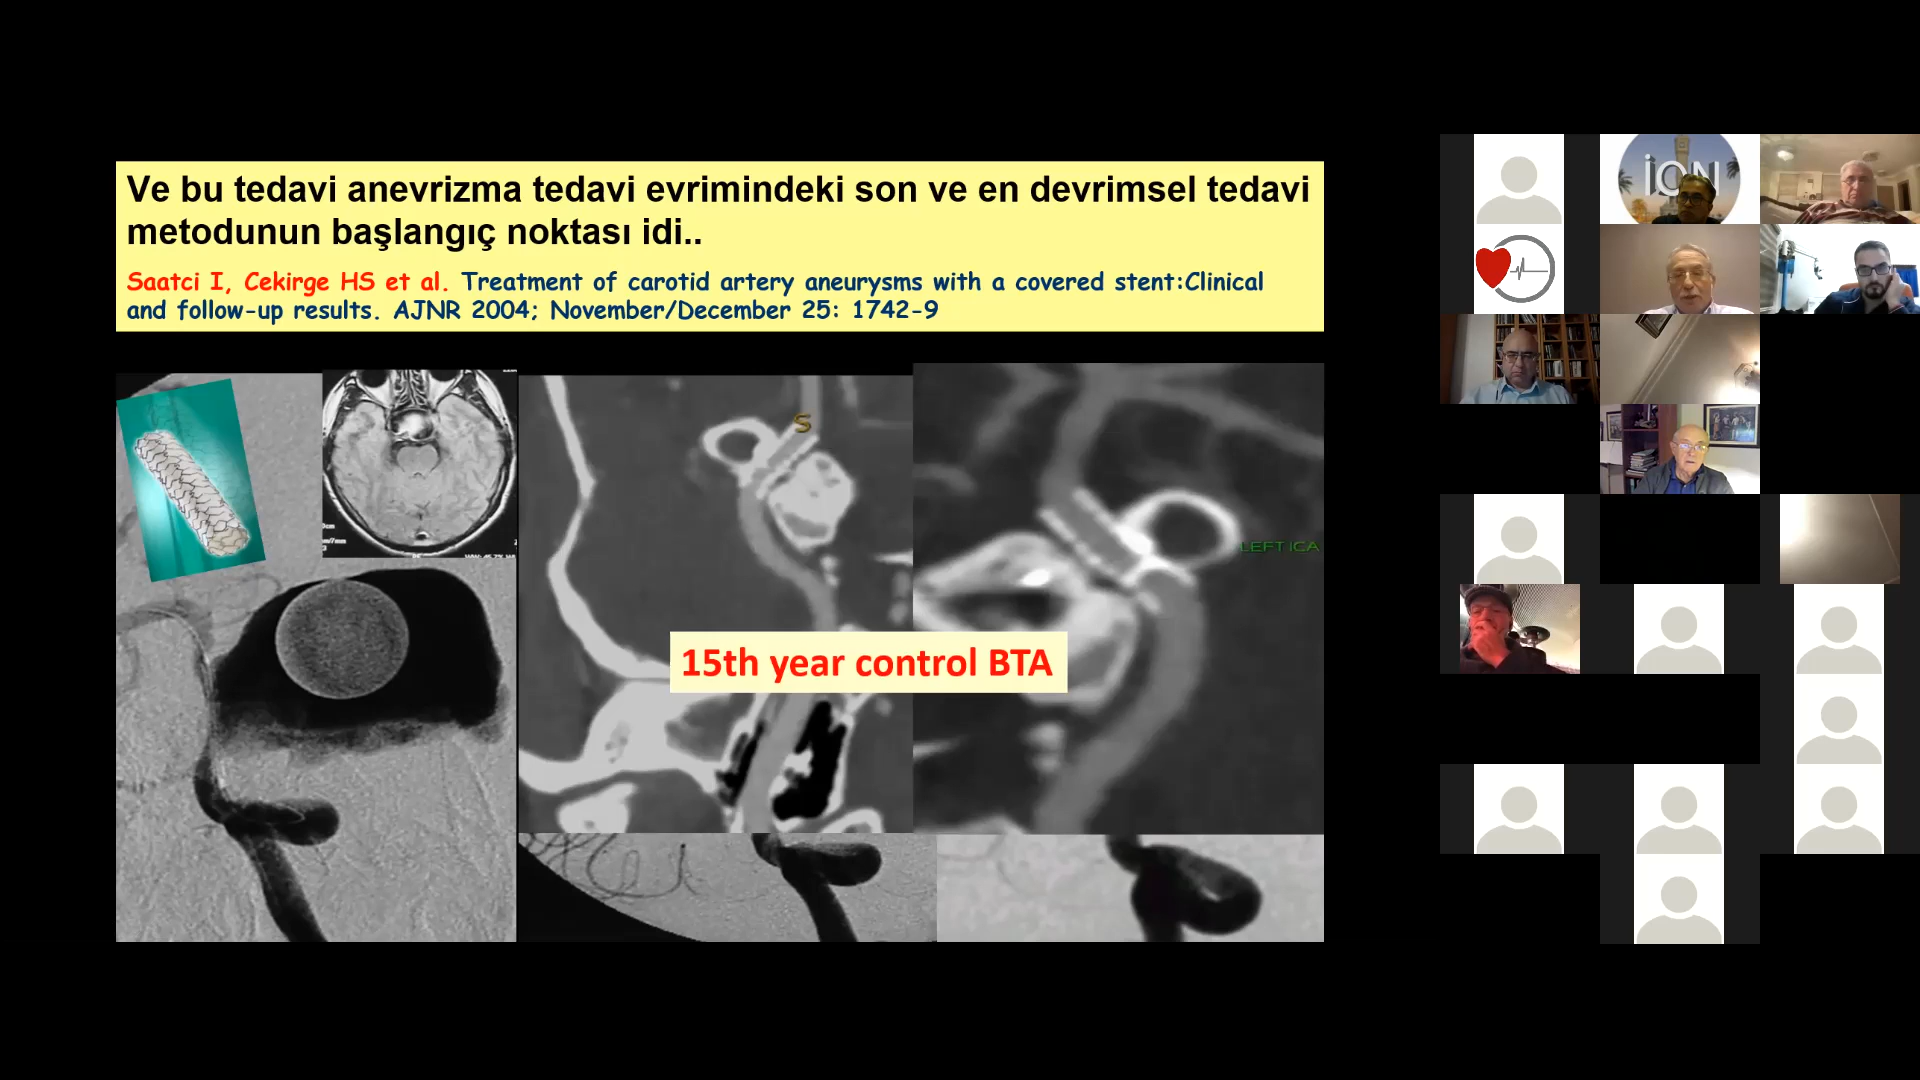 Ve bu tedavi anevrizma tedavi evrimindeki son ve en devrimsel tedavi
metodunun başlangıç noktası idi..
Saatci I, Cekirge HS et al. Treatment of carotid artery aneurysms with a covered stent:Clinical
and follow-up results. AJNR 2004; November/December 25: 1742-9
S
LEFT ICA
15th year control BTA
İON